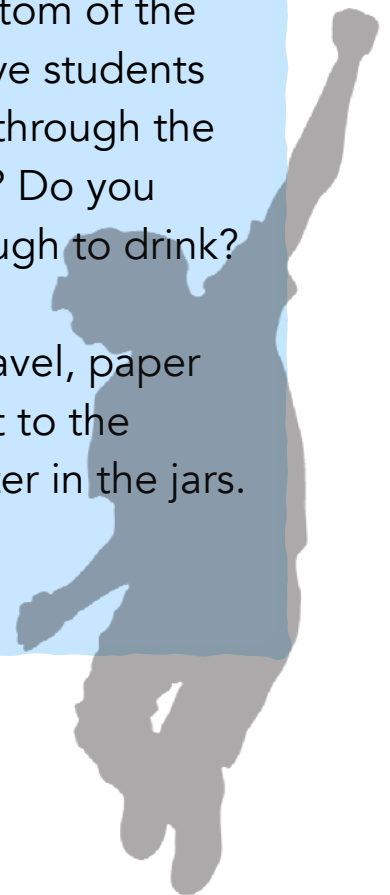 tom of the
ve students
through the
? Do you
ugh to drink?
avel, paper
t to the
ter in the jars.